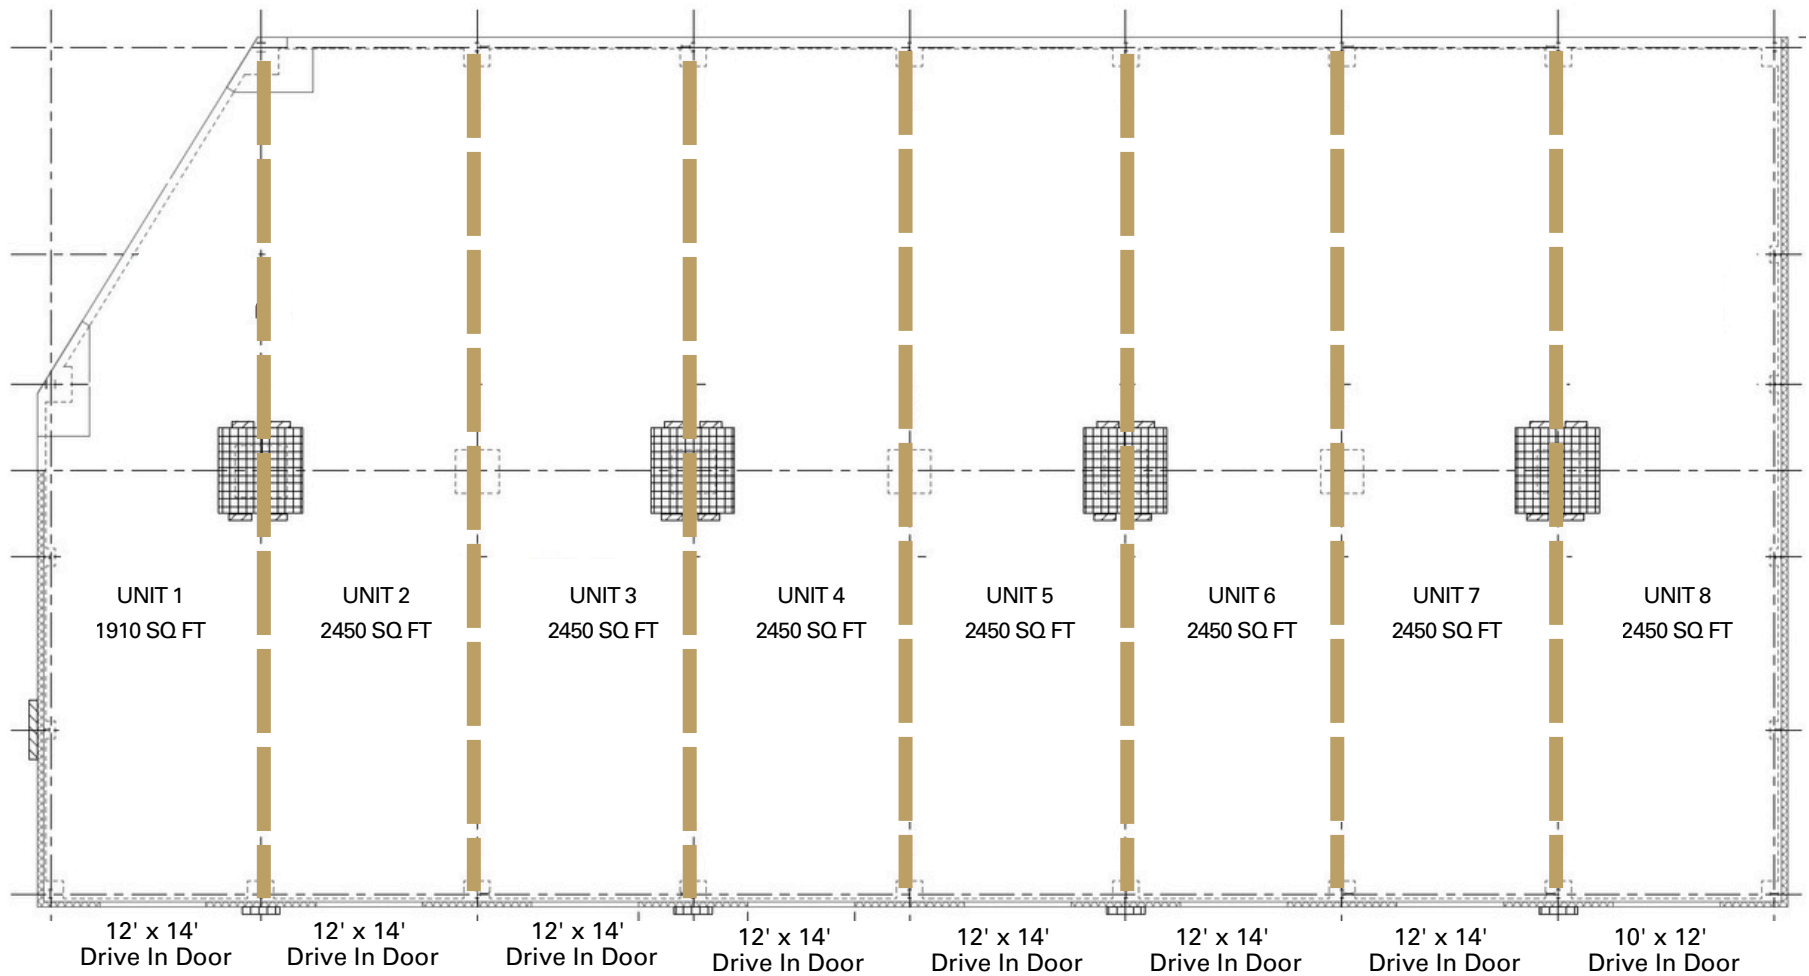 UNIT 1
1910 SQ FT
UNIT 2
2450 SQ FT
UNIT 3
2450 SQ FT
UNIT 4
2450 SQ FT
UNIT 5
2450 SQ FT
UNIT 6
2450 SQ FT
UNIT 7
2450 SQ FT
UNIT 8
2450 SQ FT
12' x 14'
Drive In Door
12' x 14'
Drive In Door
12' x 14'
Drive In Door
12' x 14'
Drive In Door
12' x 14'
Drive In Door
12' x 14'
Drive In Door
12' x 14'
Drive In Door
10' x 12'
Drive In Door